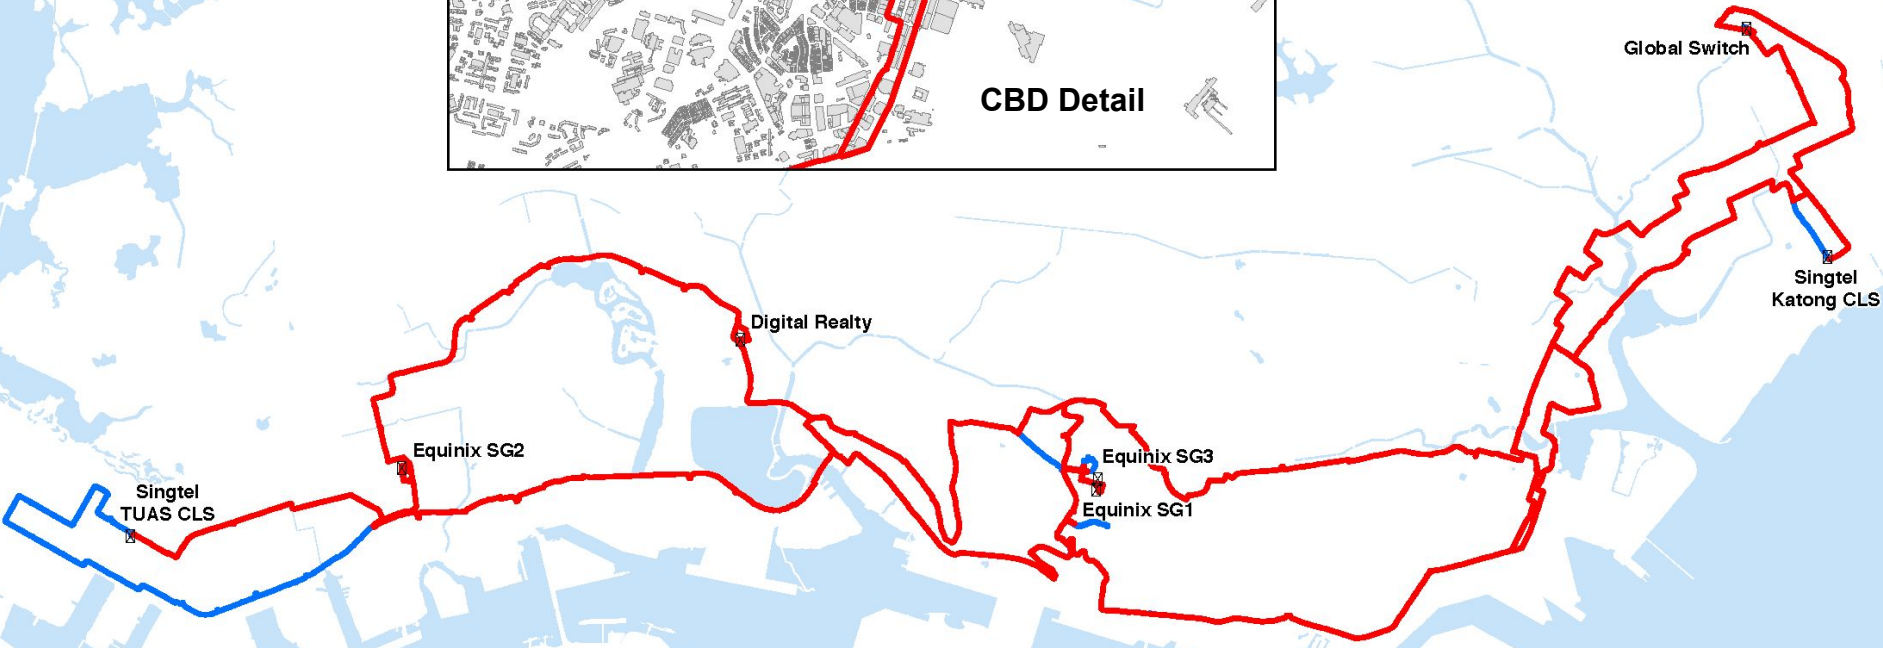 Global Switch
CBD Detail
Singtel
Katong CLS
Digital Realty
Equinix SG2
Equinix SG3
Singtel
TUAS CLS
Equinix SG1